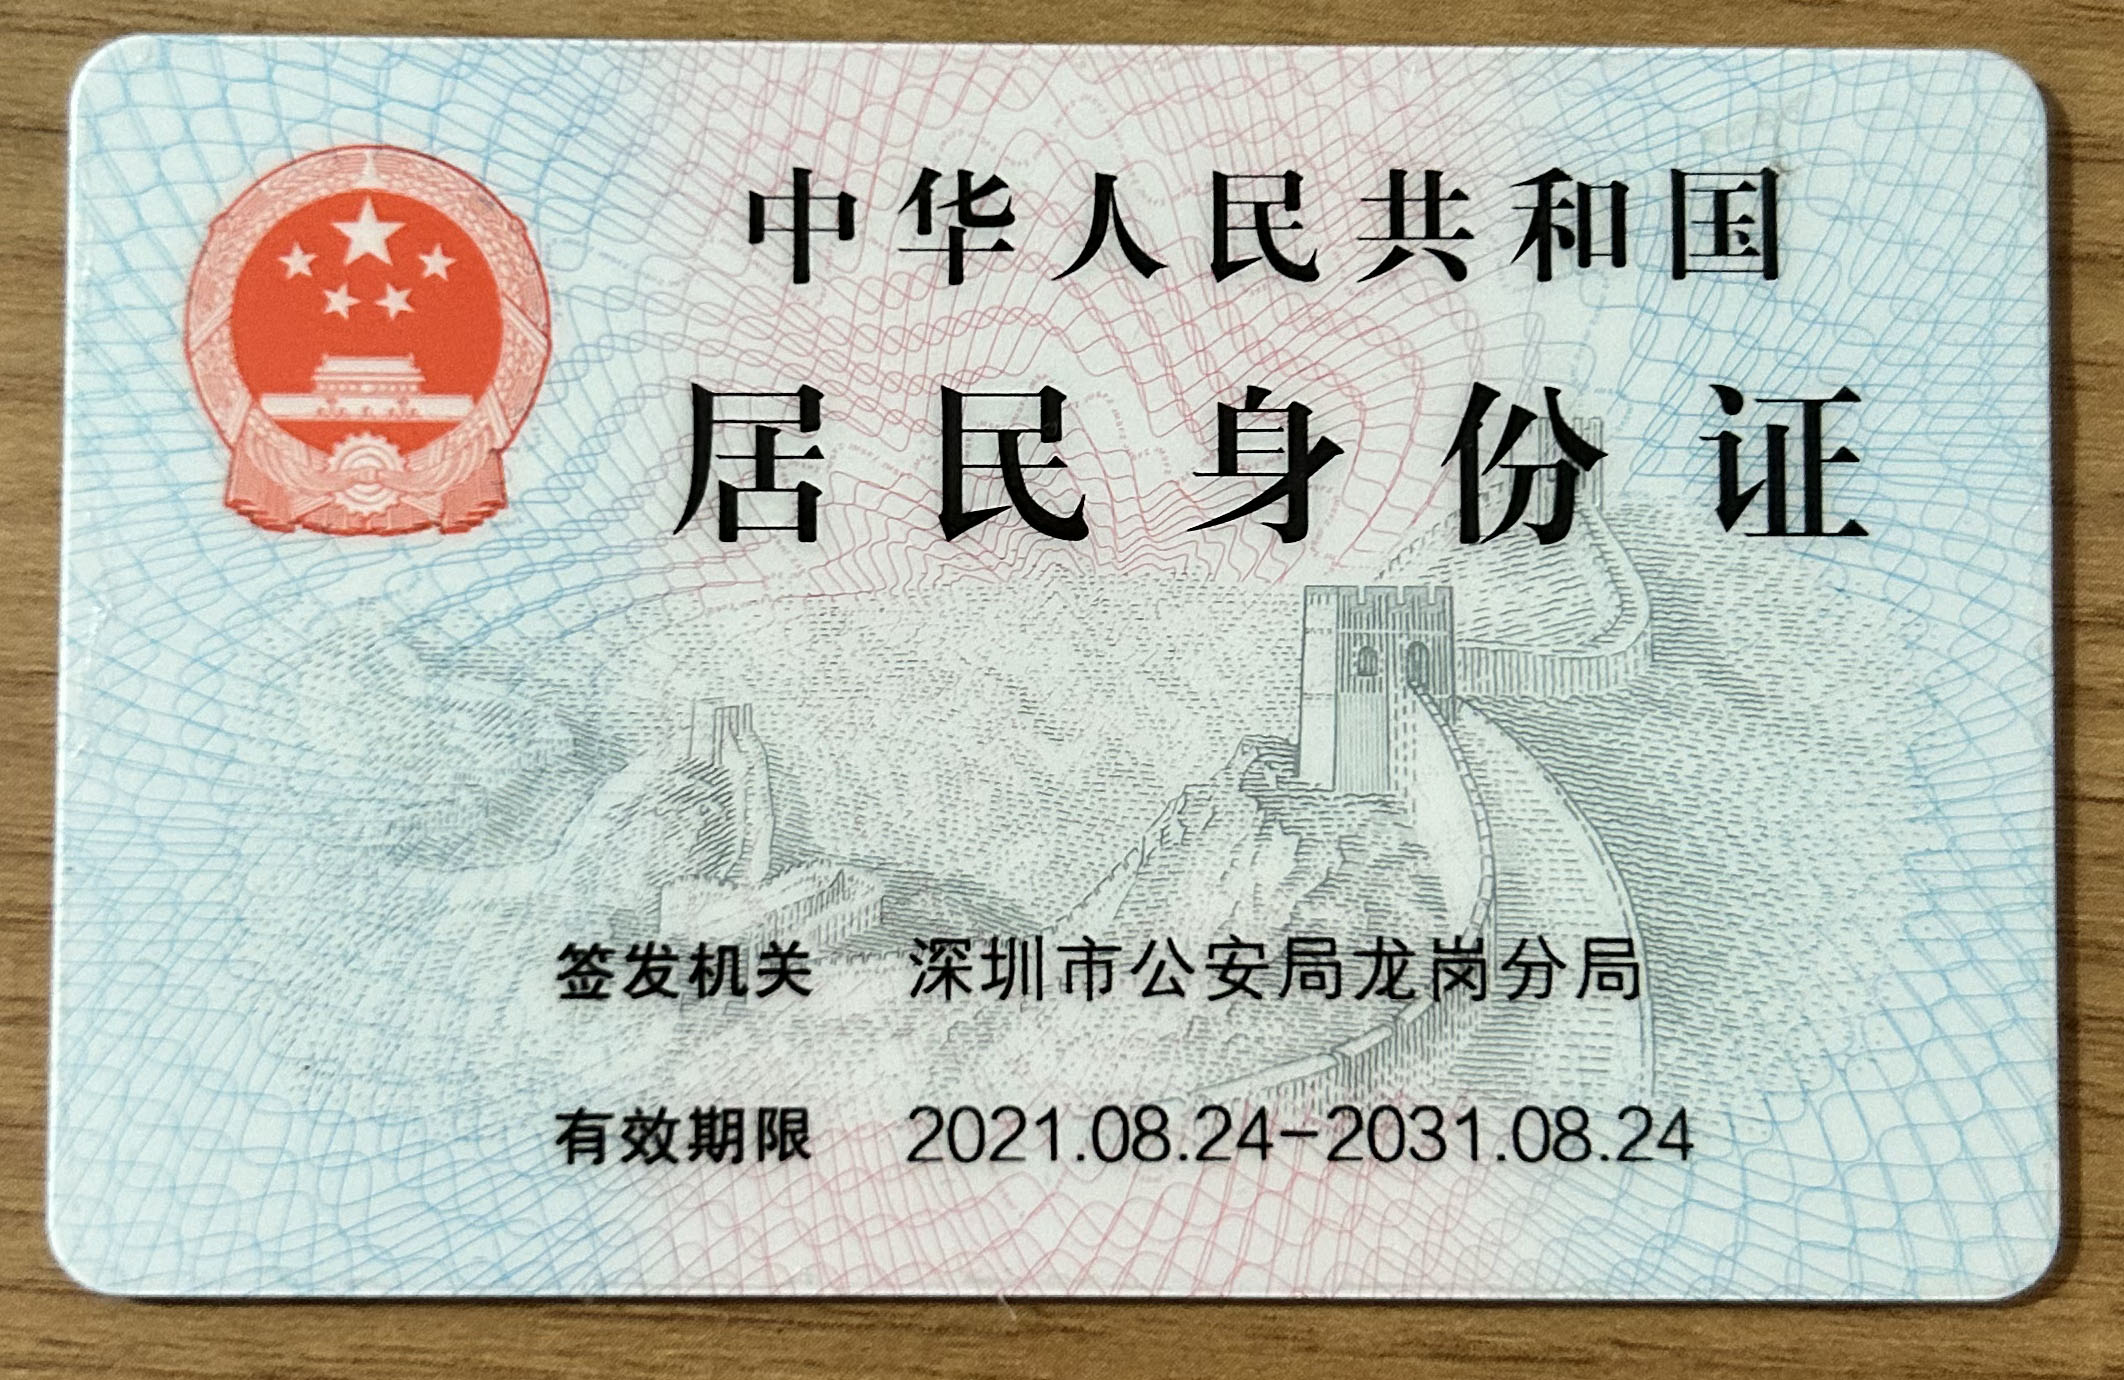 中华人民共和国
居民身份证
签发机关 深圳市公安局龙岗分局
有效期限 2021.08.24-2031.08.24